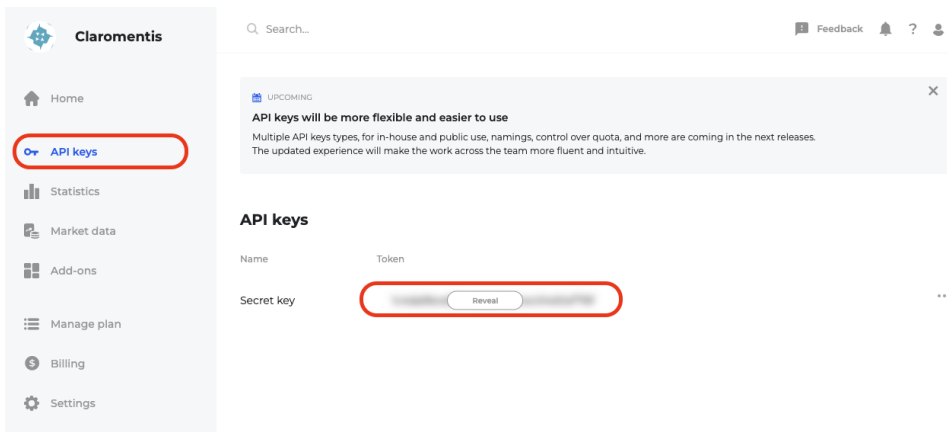 Claromentis
Search...
Feedback
?
Home
API keys
Statistics
Market data
Add-ons
Manage plan
Billing
Settings
UPCOMING
API keys will be more flexible and easier to use
Multiple API keys types, for in-house and public use, namings, control over quota, and more are coming in the next releases.
The updated experience will make the work across the team more fluent and intuitive.
API keys
Name Token
Secret key Reveal